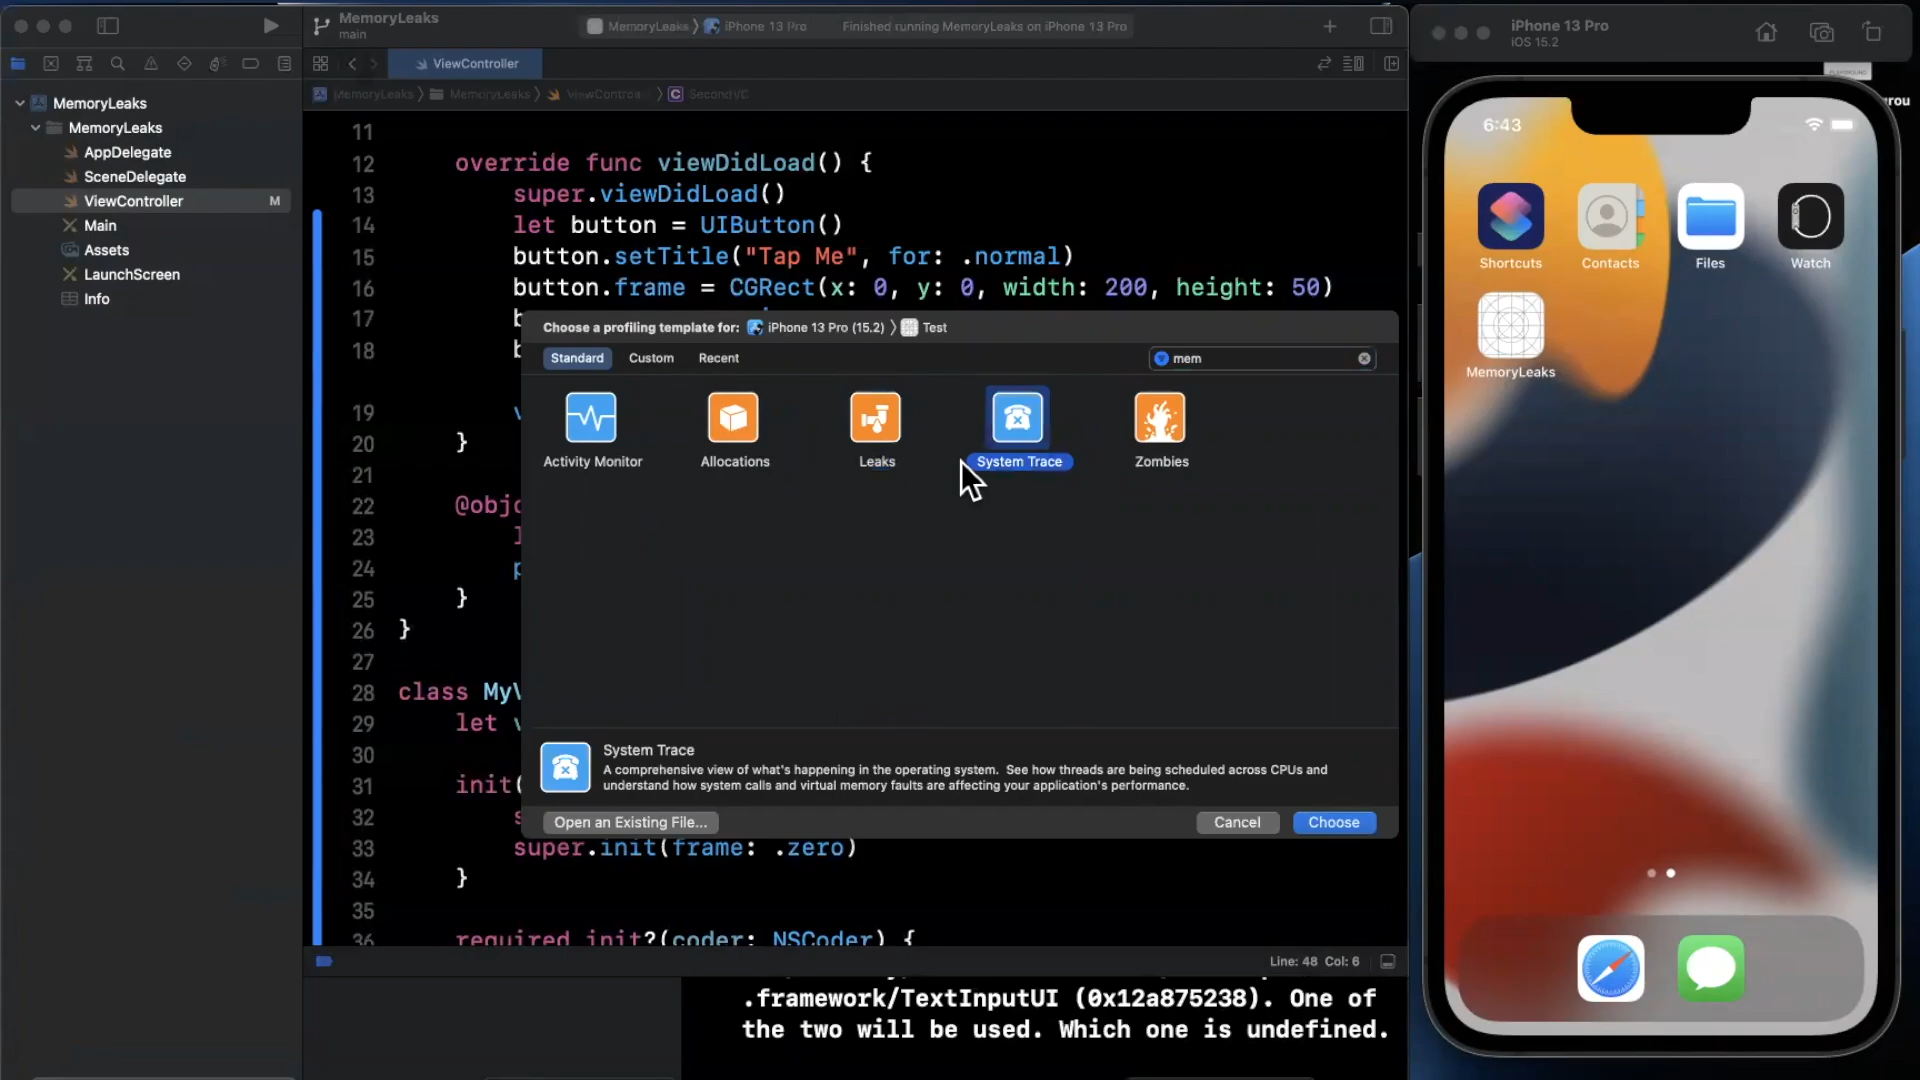 MemoryLeaks
main
MemoryLeaks
iPhone 13 Pro
Finished running MemoryLeaks on iPhone 13 Pro
ViewController
MemoryLeaks
MemoryLeaks
SecondVC
MemoryLeaks
MemoryLeaks
AppDelegate
SceneDelegate
ViewController M
Main
Assets
LaunchScreen
Info
11
12 override func viewDidLoad() {
13 super.viewDidLoad()
14 let button = UIButton()
15 button.setTitle("Tap Me", for: .normal)
16 button.frame = CGRect(x: 0, y: 0, width: 200, height: 50)
17
18
19
20 }
21
22 @objc
23
24
25 }
26 }
27
28 class MyV
29 let v
30
31 init(
32
33 super.init(frame: .zero)
34 }
35
36 required init?(coder: NSCoder) {
Choose a profiling template for: iPhone 13 Pro (15.2) Test
Standard Custom Recent mem
Activity Monitor
Allocations
Leaks
System Trace
Zombies
System Trace
A comprehensive view of what's happening in the operating system. See how threads are being scheduled across CPUs and
understand how system calls and virtual memory faults are affecting your application's performance.
Open an Existing File... Cancel Choose
Line: 48 Col: 6
.framework/TextInputUI (0x12a875238). One of
the two will be used. Which one is undefined.
iPhone 13 Pro
iOS 15.2
6:43
Shortcuts
Contacts
Files
Watch
MemoryLeaks